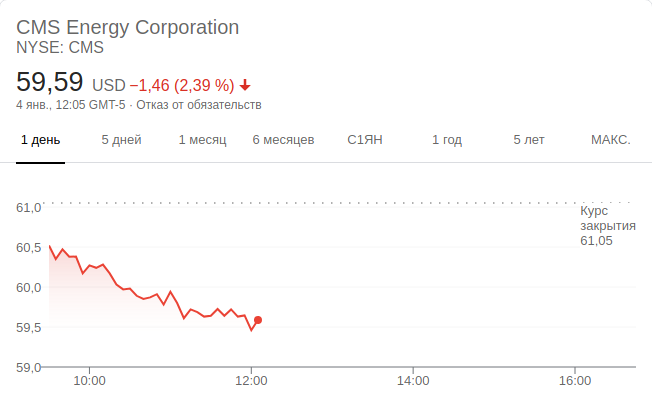 CMS Energy Corporation
NYSE: CMS
59,59 USD −1,46 (2,39 %)
4 янв., 12:05 GMT-5 · Отказ от обязательств
1 день 5 дней 1 месяц 6 месяцев С1ЯН 1 год 5 лет МАКС.
61,0
Курс
закрытия
61,05
60,5
60,0
59,5
59,0
10:00 12:00 14:00 16:00